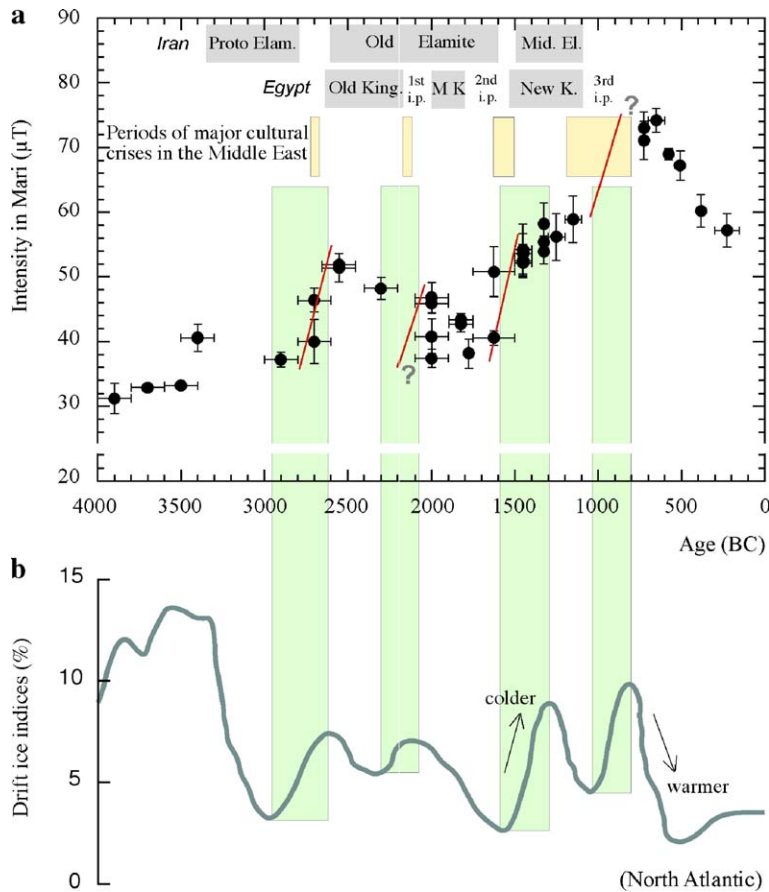 a
90
Iran Proto Elam. Old Elamite Mid. El.
Egypt Old King. 1st i.p. M K 2nd i.p. New K. 3rd i.p.
?
80
Periods of major cultural
crises in the Middle East
70
60
50
40
30
20
?
Intensity in Mari (µT)
4000 3500 3000 2500 2000 1500 1000 500 0
Age (BC)
b
15
10
5
0
Drift ice indices (%)
colder
warmer
(North Atlantic)